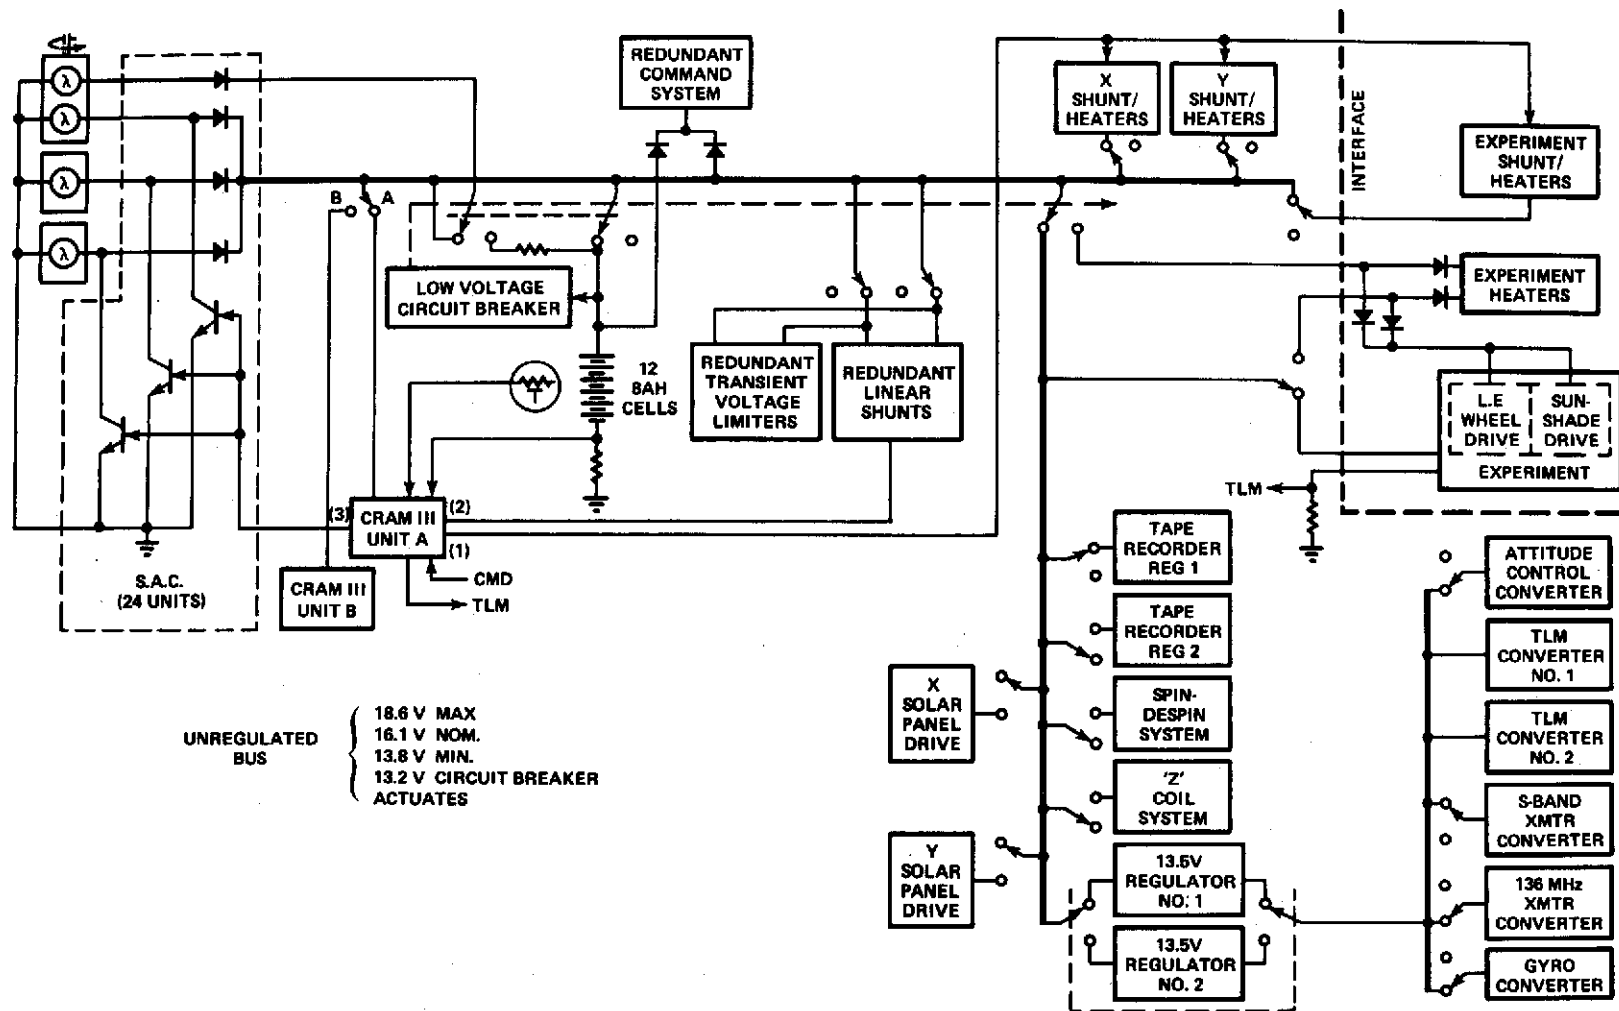 REDUNDANT
COMMAND
SYSTEM
X
SHUNT/
HEATERS
Y
SHUNT/
HEATERS
INTERFACE
EXPERIMENT
SHUNT/
HEATERS
λ
λ
λ
λ
B
A
LOW VOLTAGE
CIRCUIT BREAKER
EXPERIMENT
HEATERS
12
8AH
CELLS
REDUNDANT
TRANSIENT
VOLTAGE
LIMITERS
REDUNDANT
LINEAR
SHUNTS
L.E
WHEEL
DRIVE
SUN-
SHADE
DRIVE
EXPERIMENT
TLM
(3)
CRAM III
UNIT A
(2)
(1)
CMD
TLM
CRAM III
UNIT B
S.A.C.
(24 UNITS)
TAPE
RECORDER
REG 1
TAPE
RECORDER
REG 2
SPIN-
DESPIN
SYSTEM
'Z'
COIL
SYSTEM
13.5V
REGULATOR
NO. 1
13.5V
REGULATOR
NO. 2
X
SOLAR
PANEL
DRIVE
Y
SOLAR
PANEL
DRIVE
ATTITUDE
CONTROL
CONVERTER
TLM
CONVERTER
NO. 1
TLM
CONVERTER
NO. 2
S-BAND
XMTR
CONVERTER
136 MHz
XMTR
CONVERTER
GYRO
CONVERTER
UNREGULATED
BUS
18.6 V MAX
16.1 V NOM.
13.8 V MIN.
13.2 V CIRCUIT BREAKER
ACTUATES